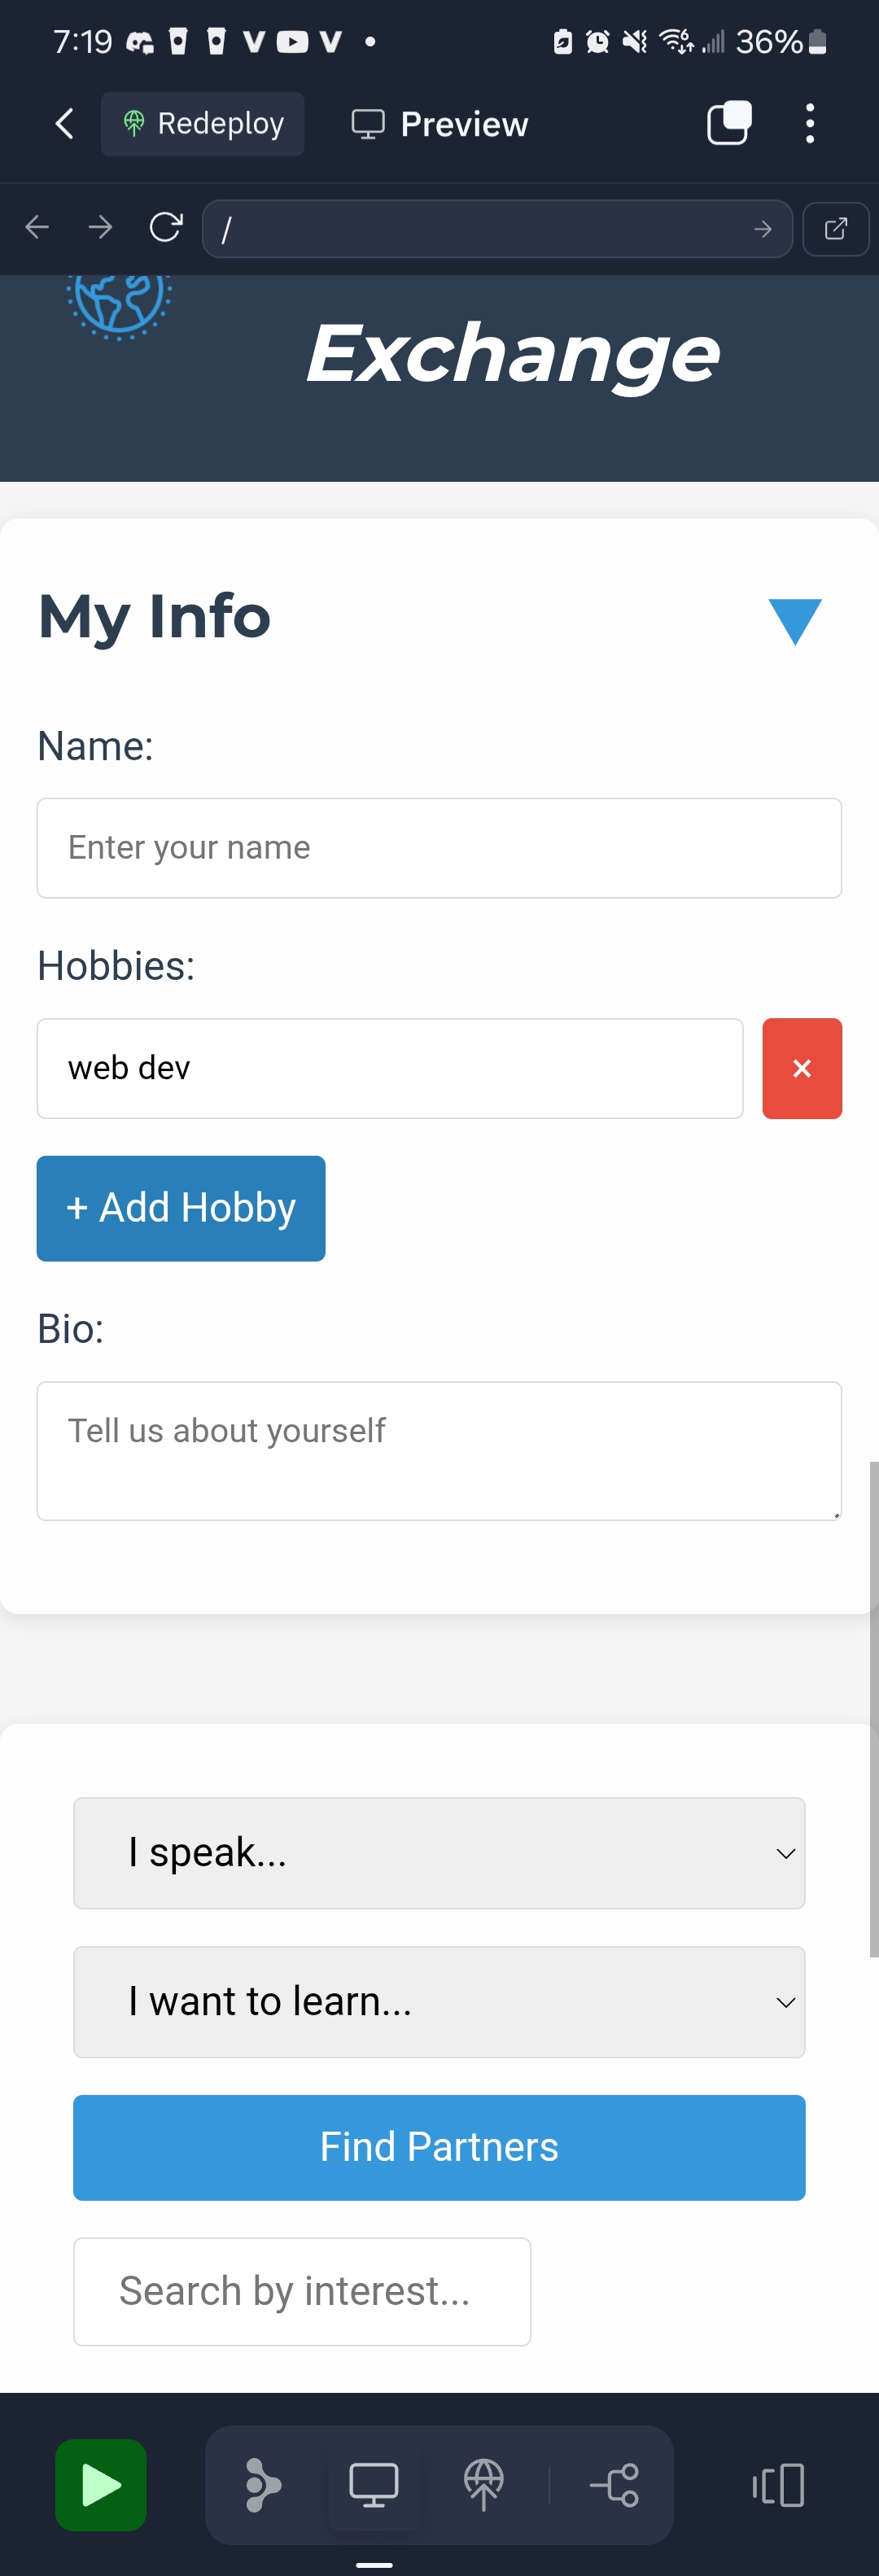 7:19
36%
Redeploy
Preview
/
Exchange
My Info
Name:
Enter your name
Hobbies:
web dev
×
+ Add Hobby
Bio:
Tell us about yourself
I speak...
I want to learn...
Find Partners
Search by interest...